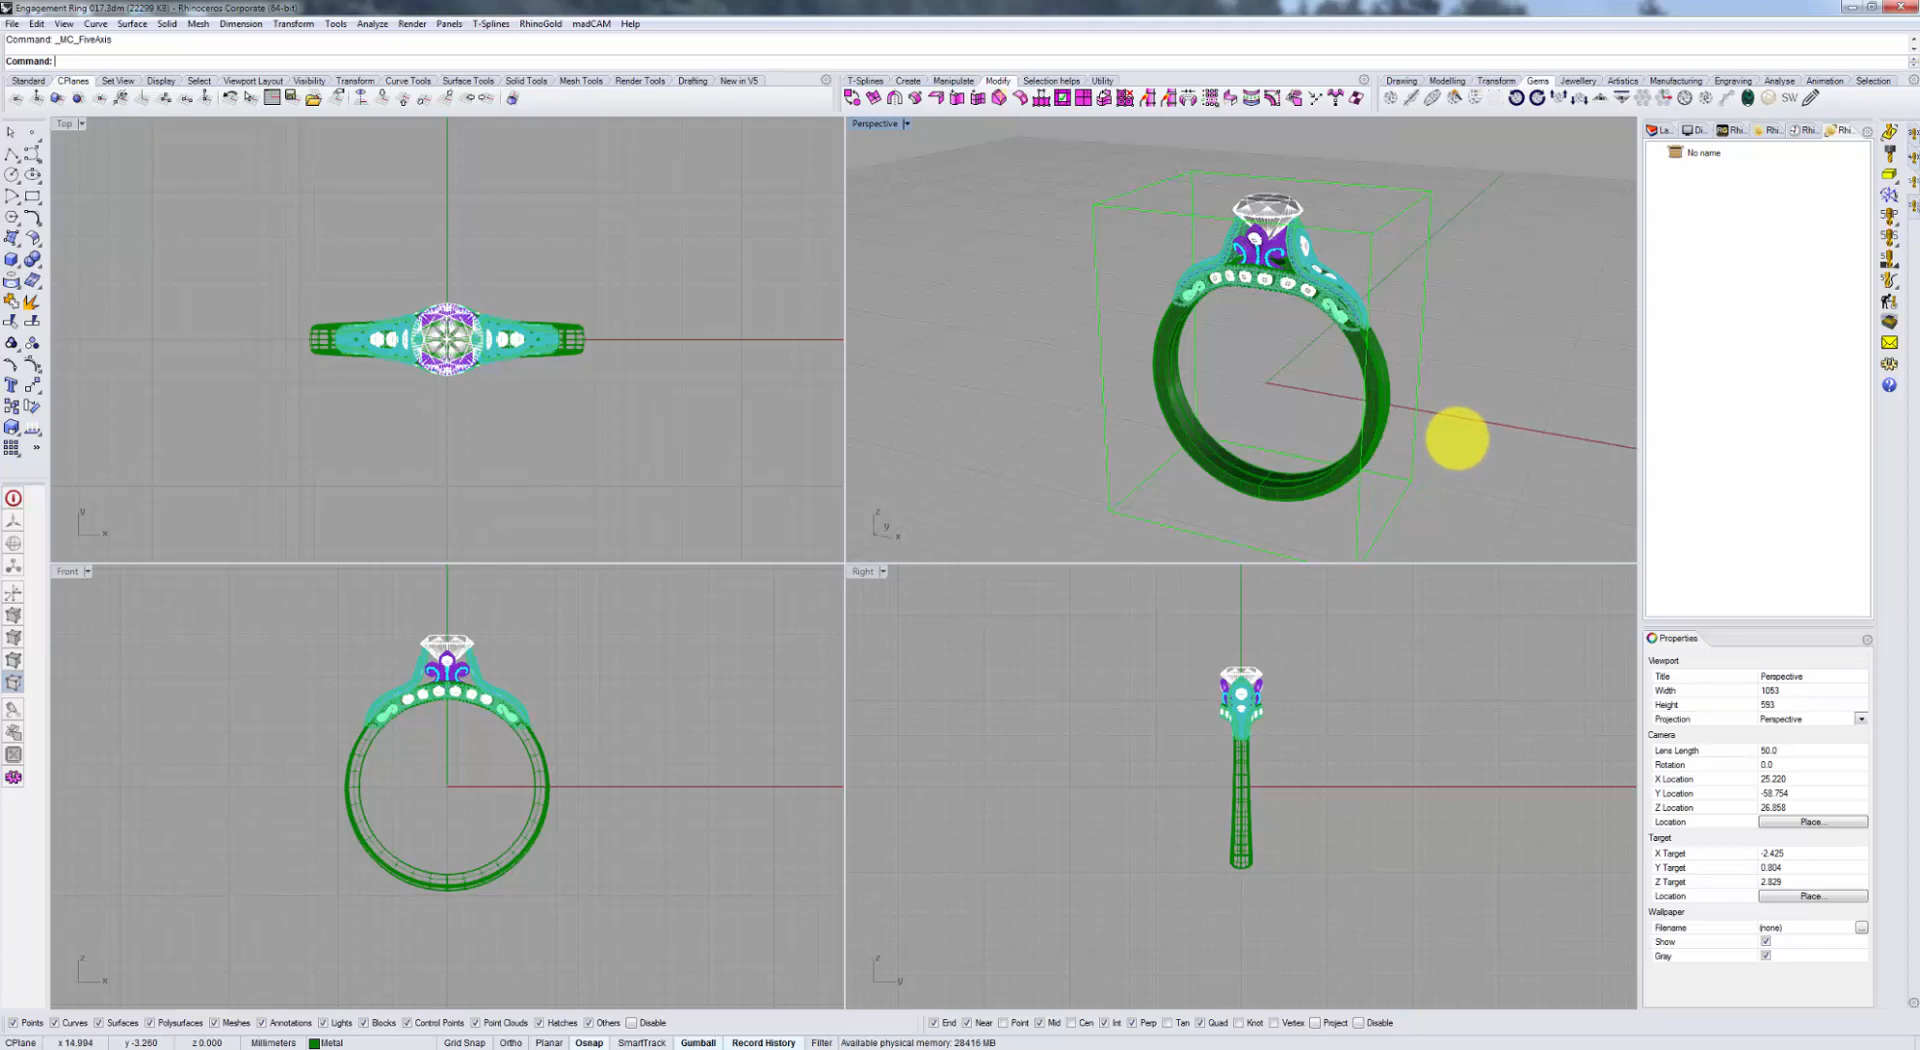 Engagement Ring 017.3dm (22299 KB) - Rhinoceros Corporate (64-bit)
File Edit View Curve Surface Solid Mesh Dimension Transform Tools Analyze Render Panels T-Splines RhinoGold madCAM Help
Command: _MC_FiveAxis
Command:
Standard CPlanes Set View Display Select Viewport Layout Visibility Transform Curve Tools Surface Tools Solid Tools Mesh Tools Render Tools Drafting New in V5
T-Splines Create Manipulate Modify Selection helps Utility
Drawing Modelling Transform Gems Jewellery Artistics Manufacturing Engraving Analyse Animation Selection
SW
Top
Perspective
La... Di... Rhi... Rhi... Rhi... Rhi...
No name
y
x
z
y
x
Front
Right
z
x
z
y
Properties
Viewport
Title Perspective
Width 1053
Height 593
Projection Perspective
Camera
Lens Length 50.0
Rotation 0.0
X Location 25.220
Y Location -58.754
Z Location 26.858
Location Place...
Target
X Target -2.425
Y Target 0.804
Z Target 2.829
Location Place...
Wallpaper
Filename (none) ...
Show
Gray
Points Curves Surfaces Polysurfaces Meshes Annotations Lights Blocks Control Points Point Clouds Hatches Others Disable
End Near Point Mid Cen Int Perp Tan Quad Knot Vertex Project Disable
CPlane x 14.994 y -3.260 z 0.000 Millimeters Metal Grid Snap Ortho Planar Osnap SmartTrack Gumball Record History Filter Available physical memory: 28416 MB